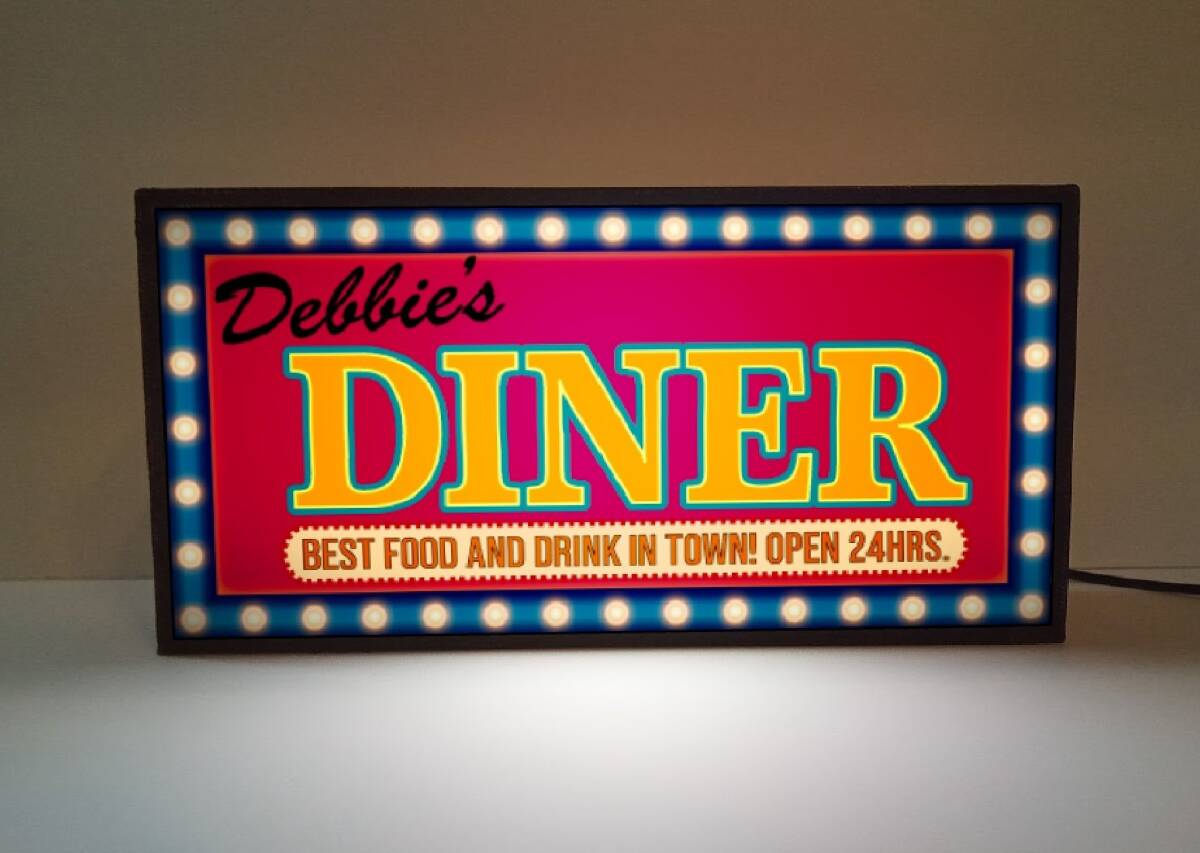 Debbie's
DINER
BEST FOOD AND DRINK IN TOWN! OPEN 24HRS.